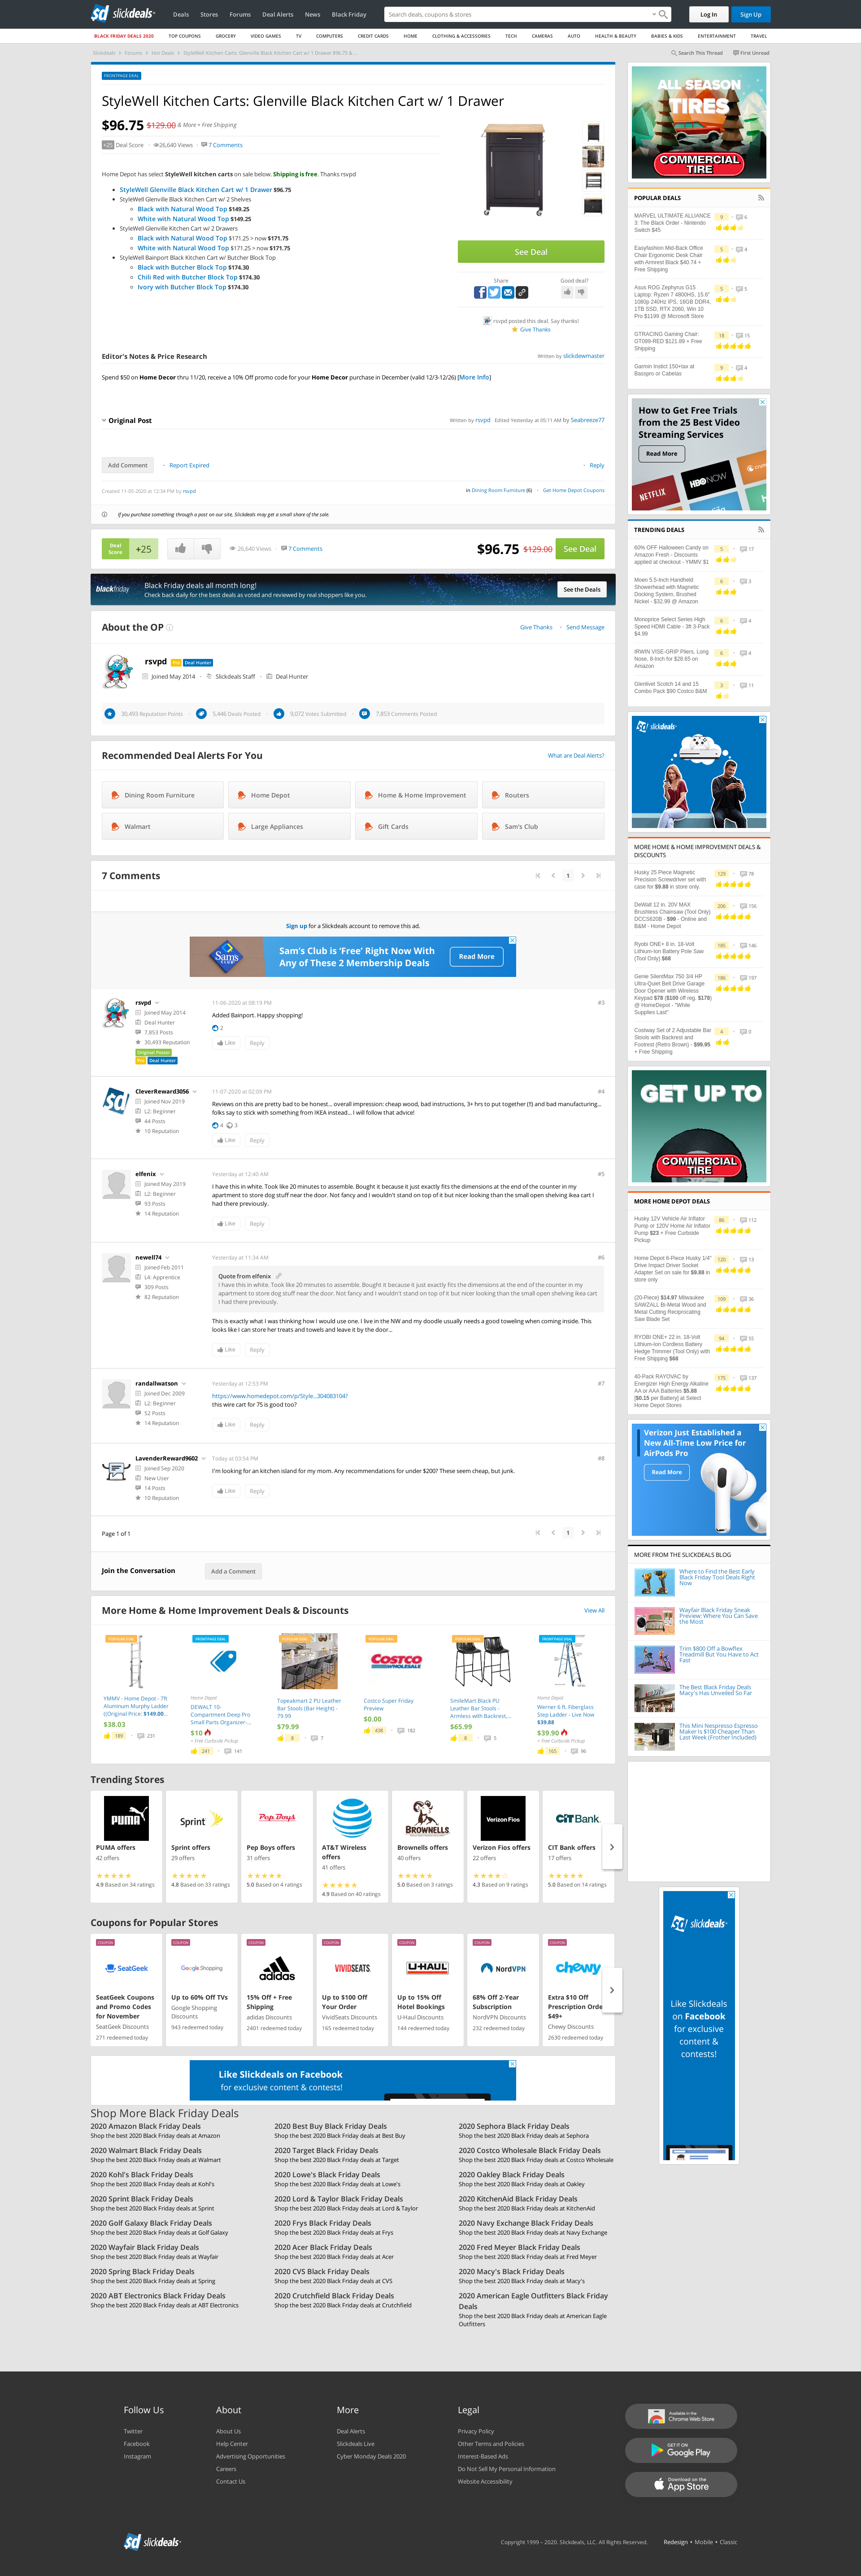 slickdeals
Deals Stores Forums Deal Alerts News Black Friday
Search deals, coupons & stores
Log In Sign Up
BLACK FRIDAY DEALS 2020 TOP COUPONS GROCERY VIDEO GAMES TV COMPUTERS CREDIT CARDS HOME CLOTHING & ACCESSORIES TECH CAMERAS AUTO HEALTH & BEAUTY BABIES & KIDS ENTERTAINMENT TRAVEL
Slickdeals Forums Hot Deals StyleWell Kitchen Carts: Glenville Black Kitchen Cart w/ 1 Drawer $96.75 & ...
Search This Thread First Unread
FRONTPAGE DEAL
StyleWell Kitchen Carts: Glenville Black Kitchen Cart w/ 1 Drawer
$96.75 $129.00 & More + Free Shipping
+25 Deal Score 26,640 Views 7 Comments
Home Depot has select StyleWell kitchen carts on sale below. Shipping is free. Thanks rsvpd
StyleWell Glenville Black Kitchen Cart w/ 1 Drawer $96.75
StyleWell Glenville Black Kitchen Cart w/ 2 Shelves
Black with Natural Wood Top $149.25
White with Natural Wood Top $149.25
StyleWell Glenville Kitchen Cart w/ 2 Drawers
Black with Natural Wood Top $171.25 > now $171.75
White with Natural Wood Top $171.25 > now $171.75
StyleWell Bainport Black Kitchen Cart w/ Butcher Block Top
Black with Butcher Block Top $174.30
Chili Red with Butcher Block Top $174.30
Ivory with Butcher Block Top $174.30
See Deal
Share Good deal?
rsvpd posted this deal. Say thanks!
Give Thanks
Editor's Notes & Price Research
Written by slickdewmaster
Spend $50 on Home Decor thru 11/20, receive a 10% Off promo code for your Home Decor purchase in December (valid 12/3-12/26) [More Info]
Original Post
Written by rsvpd Edited Yesterday at 05:11 AM by Seabreeze77
Add Comment Report Expired Reply
Created 11-05-2020 at 12:34 PM by rsvpd
in Dining Room Furniture (6) Get Home Depot Coupons
If you purchase something through a post on our site, Slickdeals may get a small share of the sale.
Deal Score +25 26,640 Views 7 Comments $96.75 $129.00 See Deal
blackfriday
Black Friday deals all month long!
Check back daily for the best deals as voted and reviewed by real shoppers like you.
See the Deals
About the OP
Give Thanks Send Message
rsvpd Pro Deal Hunter
Joined May 2014 Slickdeals Staff Deal Hunter
30,493 Reputation Points 5,446 Deals Posted 9,072 Votes Submitted 7,853 Comments Posted
Recommended Deal Alerts For You
What are Deal Alerts?
Dining Room Furniture Home Depot Home & Home Improvement Routers
Walmart Large Appliances Gift Cards Sam's Club
7 Comments
1
Sign up for a Slickdeals account to remove this ad.
Sam's Club
Sam's Club is 'Free' Right Now With
Any of These 2 Membership Deals
Read More
rsvpd 11-06-2020 at 08:19 PM #3
Joined May 2014
Deal Hunter
7,853 Posts
30,493 Reputation
Original Poster
Pro Deal Hunter
Added Bainport. Happy shopping!
2
Like Reply
CleverReward3056 11-07-2020 at 02:09 PM #4
Joined Nov 2019
L2: Beginner
44 Posts
10 Reputation
Reviews on this are pretty bad to be honest... overall impression: cheap wood, bad instructions, 3+ hrs to put together (!!) and bad manufacturing...
folks say to stick with something from IKEA instead... I will follow that advice!
4 3
Like Reply
elfenix Yesterday at 12:40 AM #5
Joined May 2019
L2: Beginner
93 Posts
14 Reputation
I have this in white. Took like 20 minutes to assemble. Bought it because it just exactly fits the dimensions at the end of the counter in my
apartment to store dog stuff near the door. Not fancy and I wouldn't stand on top of it but nicer looking than the small open shelving ikea cart I
had there previously.
Like Reply
newell74 Yesterday at 11:34 AM #6
Joined Feb 2011
L4: Apprentice
309 Posts
82 Reputation
Quote from elfenix
I have this in white. Took like 20 minutes to assemble. Bought it because it just exactly fits the dimensions at the end of the counter in my
apartment to store dog stuff near the door. Not fancy and I wouldn't stand on top of it but nicer looking than the small open shelving ikea cart
I had there previously.
This is exactly what I was thinking how I would use one. I live in the NW and my doodle usually needs a good toweling when coming inside. This
looks like I can store her treats and towels and leave it by the door...
Like Reply
randallwatson Yesterday at 12:53 PM #7
Joined Dec 2009
L2: Beginner
52 Posts
14 Reputation
https://www.homedepot.com/p/Style...304083104?
this wire cart for 75 is good too?
Like Reply
LavenderReward9602 Today at 03:54 PM #8
Joined Sep 2020
New User
14 Posts
10 Reputation
I'm looking for an kitchen island for my mom. Any recommendations for under $200? These seem cheap, but junk.
Like Reply
Page 1 of 1
1
Join the Conversation Add a Comment
More Home & Home Improvement Deals & Discounts
View All
POPULAR DEAL
YMMV - Home Depot - 7ft Aluminum Murphy Ladder ((Original Price: $149.00...
$38.03
189 231
FRONTPAGE DEAL
Home Depot
DEWALT 10-Compartment Deep Pro Small Parts Organizer-...
$10
+ Free Curbside Pickup
241 141
POPULAR DEAL
Topeakmart 2 PU Leather Bar Stools (Bar Height) - 79.99
$79.99
8 7
POPULAR DEAL
COSTCO WHOLESALE
Costco Super Friday Preview
$0.00
438 192
POPULAR DEAL
SmileMart Black PU Leather Bar Stools - Armless with Backrest,...
$65.99
8 5
FRONTPAGE DEAL
Home Depot
Werner 6 ft. Fiberglass Step Ladder - Live Now $39.88
$39.90
+ Free Curbside Pickup
165 96
Trending Stores
PUMA
PUMA offers
42 offers
4.9 Based on 34 ratings
Sprint
Sprint offers
29 offers
4.8 Based on 33 ratings
Pep Boys
Pep Boys offers
31 offers
5.0 Based on 4 ratings
AT&T Wireless offers
41 offers
4.9 Based on 40 ratings
BROWNELLS
Brownells offers
40 offers
5.0 Based on 3 ratings
Verizon Fios
Verizon Fios offers
22 offers
4.3 Based on 9 ratings
CIT Bank
CIT Bank offers
17 offers
5.0 Based on 14 ratings
Coupons for Popular Stores
COUPON
SeatGeek
SeatGeek Coupons and Promo Codes for November
SeatGeek Discounts
271 redeemed today
COUPON
Google Shopping
Up to 60% Off TVs
Google Shopping Discounts
943 redeemed today
COUPON
adidas
15% Off + Free Shipping
adidas Discounts
2401 redeemed today
COUPON
VIVIDSEATS
Up to $100 Off Your Order
VividSeats Discounts
165 redeemed today
COUPON
U-HAUL
Up to 15% Off Hotel Bookings
U-Haul Discounts
144 redeemed today
COUPON
NordVPN
68% Off 2-Year Subscription
NordVPN Discounts
232 redeemed today
COUPON
chewy
Extra $10 Off Prescription Orde $49+
Chewy Discounts
2630 redeemed today
Like Slickdeals on Facebook
for exclusive content & contests!
Shop More Black Friday Deals
2020 Amazon Black Friday Deals
Shop the best 2020 Black Friday deals at Amazon
2020 Best Buy Black Friday Deals
Shop the best 2020 Black Friday deals at Best Buy
2020 Sephora Black Friday Deals
Shop the best 2020 Black Friday deals at Sephora
2020 Walmart Black Friday Deals
Shop the best 2020 Black Friday deals at Walmart
2020 Target Black Friday Deals
Shop the best 2020 Black Friday deals at Target
2020 Costco Wholesale Black Friday Deals
Shop the best 2020 Black Friday deals at Costco Wholesale
2020 Kohl's Black Friday Deals
Shop the best 2020 Black Friday deals at Kohl's
2020 Lowe's Black Friday Deals
Shop the best 2020 Black Friday deals at Lowe's
2020 Oakley Black Friday Deals
Shop the best 2020 Black Friday deals at Oakley
2020 Sprint Black Friday Deals
Shop the best 2020 Black Friday deals at Sprint
2020 Lord & Taylor Black Friday Deals
Shop the best 2020 Black Friday deals at Lord & Taylor
2020 KitchenAid Black Friday Deals
Shop the best 2020 Black Friday deals at KitchenAid
2020 Golf Galaxy Black Friday Deals
Shop the best 2020 Black Friday deals at Golf Galaxy
2020 Frys Black Friday Deals
Shop the best 2020 Black Friday deals at Frys
2020 Navy Exchange Black Friday Deals
Shop the best 2020 Black Friday deals at Navy Exchange
2020 Wayfair Black Friday Deals
Shop the best 2020 Black Friday deals at Wayfair
2020 Acer Black Friday Deals
Shop the best 2020 Black Friday deals at Acer
2020 Fred Meyer Black Friday Deals
Shop the best 2020 Black Friday deals at Fred Meyer
2020 Spring Black Friday Deals
Shop the best 2020 Black Friday deals at Spring
2020 CVS Black Friday Deals
Shop the best 2020 Black Friday deals at CVS
2020 Macy's Black Friday Deals
Shop the best 2020 Black Friday deals at Macy's
2020 ABT Electronics Black Friday Deals
Shop the best 2020 Black Friday deals at ABT Electronics
2020 Crutchfield Black Friday Deals
Shop the best 2020 Black Friday deals at Crutchfield
2020 American Eagle Outfitters Black Friday
Deals
Shop the best 2020 Black Friday deals at American Eagle
Outfitters
ALL SEASON
TIRES
COMMERCIAL
TIRE
POPULAR DEALS
MARVEL ULTIMATE ALLIANCE 3: The Black Order - Nintendo Switch $45
9 6
Easyfashion Mid-Back Office Chair Ergonomic Desk Chair with Armrest Black $40.74 + Free Shipping
5 4
Asus ROG Zephyrus G15 Laptop: Ryzen 7 4800HS, 15.6" 1080p 240Hz IPS, 16GB DDR4, 1TB SSD, RTX 2060, Win 10 Pro $1199 @ Microsoft Store
5 5
GTRACING Gaming Chair: GT099-RED $121.89 + Free Shipping
18 15
Garmin Instict 150+tax at Basspro or Cabelas
9 4
How to Get Free Trials
from the 25 Best Video
Streaming Services
Read More
NETFLIX HBO NOW
TRENDING DEALS
60% OFF Halloween Candy on Amazon Fresh - Discounts applied at checkout - YMMV $1
5 17
Moen 5.5-Inch Handheld Showerhead with Magnetic Docking System, Brushed Nickel - $32.99 @ Amazon
6 3
Monoprice Select Series High Speed HDMI Cable - 3ft 3-Pack $4.99
6 4
IRWIN VISE-GRIP Pliers, Long Nose, 8-Inch for $28.65 on Amazon
6 4
Glenlivet Scotch 14 and 15 Combo Pack $90 Costco B&M
3 11
slickdeals
MORE HOME & HOME IMPROVEMENT DEALS & DISCOUNTS
Husky 25 Piece Magnetic Precision Screwdriver set with case for $9.88 in store only.
129 78
DeWalt 12 in. 20V MAX Brushless Chainsaw (Tool Only) DCCS620B - $99 - Online and B&M - Home Depot
206 156
Ryobi ONE+ 8 in. 18-Volt Lithium-Ion Battery Pole Saw (Tool Only) $68
185 146
Genie SilentMax 750 3/4 HP Ultra-Quiet Belt Drive Garage Door Opener with Wireless Keypad $78 ($100 off reg. $178) @ HomeDepot - "While Supplies Last"
186 197
Costway Set of 2 Adjustable Bar Stools with Backrest and Footrest (Retro Brown) - $99.95 + Free Shipping
4 0
GET UP TO
COMMERCIAL
TIRE
MORE HOME DEPOT DEALS
Husky 12V Vehicle Air Inflator Pump or 120V Home Air Inflator Pump $23 + Free Curbside Pickup
86 112
Home Depot 6-Piece Husky 1/4" Drive Impact Driver Socket Adapter Set on sale for $9.88 in store only
120 13
(20-Piece) $14.97 Milwaukee SAWZALL Bi-Metal Wood and Metal Cutting Reciprocating Saw Blade Set
109 36
RYOBI ONE+ 22 in. 18-Volt Lithium-Ion Cordless Battery Hedge Trimmer (Tool Only) with Free Shipping $68
94 55
40-Pack RAYOVAC by Energizer High Energy Alkaline AA or AAA Batteries $5.88 [$0.15 per Battery] at Select Home Depot Stores
175 137
Verizon Just Established a
New All-Time Low Price for
AirPods Pro
Read More
MORE FROM THE SLICKDEALS BLOG
Where to Find the Best Early Black Friday Tool Deals Right Now
Wayfair Black Friday Sneak Preview: Where You Can Save the Most
Trim $800 Off a Bowflex Treadmill But You Have to Act Fast
The Best Black Friday Deals Macy's Has Unveiled So Far
This Mini Nespresso Espresso Maker Is $100 Cheaper Than Last Week (Frother Included)
slickdeals
Like Slickdeals
on Facebook
for exclusive
content &
contests!
Follow Us About More Legal
Twitter
Facebook
Instagram
About Us
Help Center
Advertising Opportunities
Careers
Contact Us
Deal Alerts
Slickdeals Live
Cyber Monday Deals 2020
Privacy Policy
Other Terms and Policies
Interest-Based Ads
Do Not Sell My Personal Information
Website Accessibility
Available in the
Chrome Web Store
GET IT ON
Google Play
Download on the
App Store
slickdeals
Copyright 1999 - 2020. Slickdeals, LLC. All Rights Reserved. Redesign • Mobile • Classic